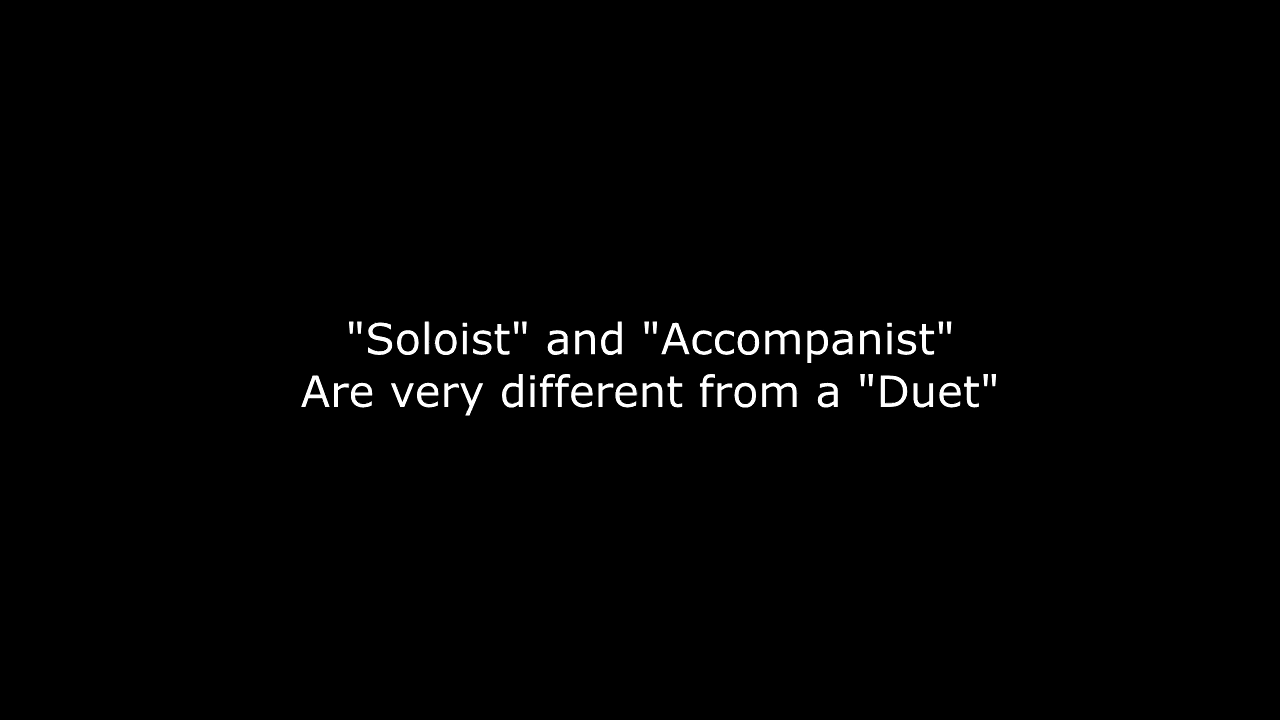 "Soloist" and "Accompanist"
Are very different from a "Duet"